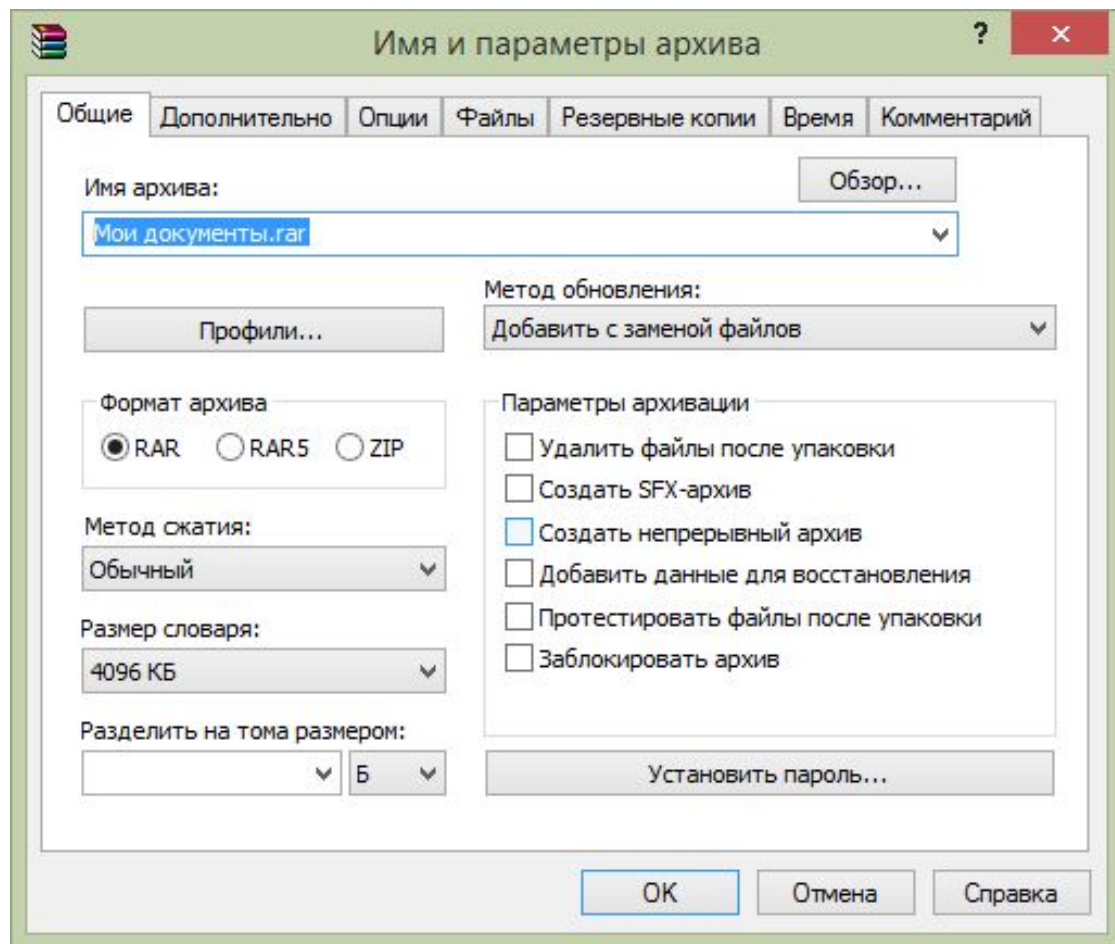 Имя и параметры архива
?
Общие Дополнительно Опции Файлы Резервные копии Время Комментарий
Имя архива:
Обзор...
Мои документы.rar
Метод обновления:
Профили...
Добавить с заменой файлов
Формат архива
RAR RAR5 ZIP
Метод сжатия:
Обычный
Размер словаря:
4096 КБ
Разделить на тома размером:
Б
Параметры архивации
Удалить файлы после упаковки
Создать SFX-архив
Создать непрерывный архив
Добавить данные для восстановления
Протестировать файлы после упаковки
Заблокировать архив
Установить пароль...
OK Отмена Справка